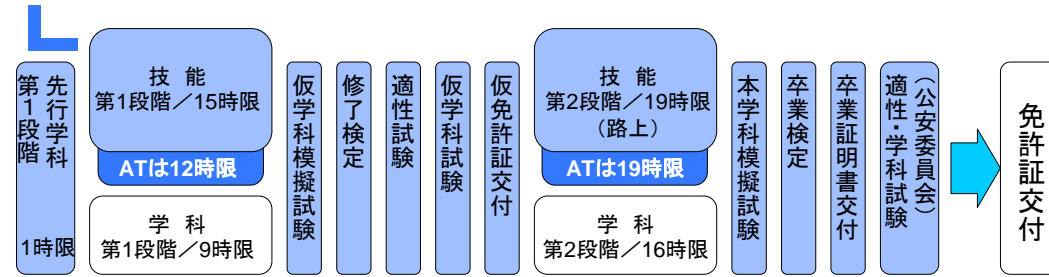 先行学科
第1段階
1時限
技 能
第1段階／15時限
ATは12時限
学 科
第1段階／9時限
仮学科模擬試験
修了検定
適性試験
仮学科試験
仮免許証交付
技 能
第2段階／19時限
（路上）
ATは19時限
学 科
第2段階／16時限
本学科模擬試験
卒業検定
卒業証明書交付
（公安委員会）
適性・学科試験
免許証交付